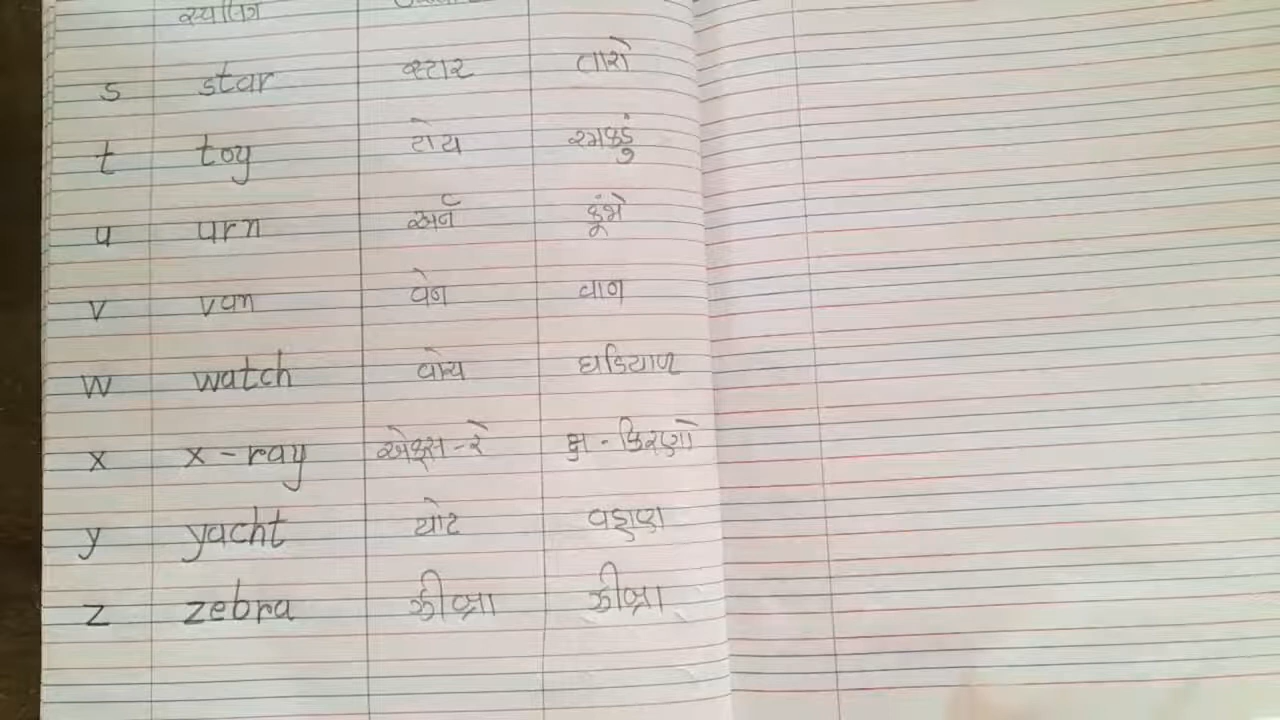 સ્પેલિંગ
s star સ્ટાર તારો
t toy ટોય રમકડું
u urn અર્ન કૂંભો
v van વેન વાન
w watch વોચ ઘડિયાળ
x x-ray એક્સ-રે ક્ષ-કિરણો
y yacht યોટ વહાણ
z zebra ઝીબ્રા ઝીબ્રા